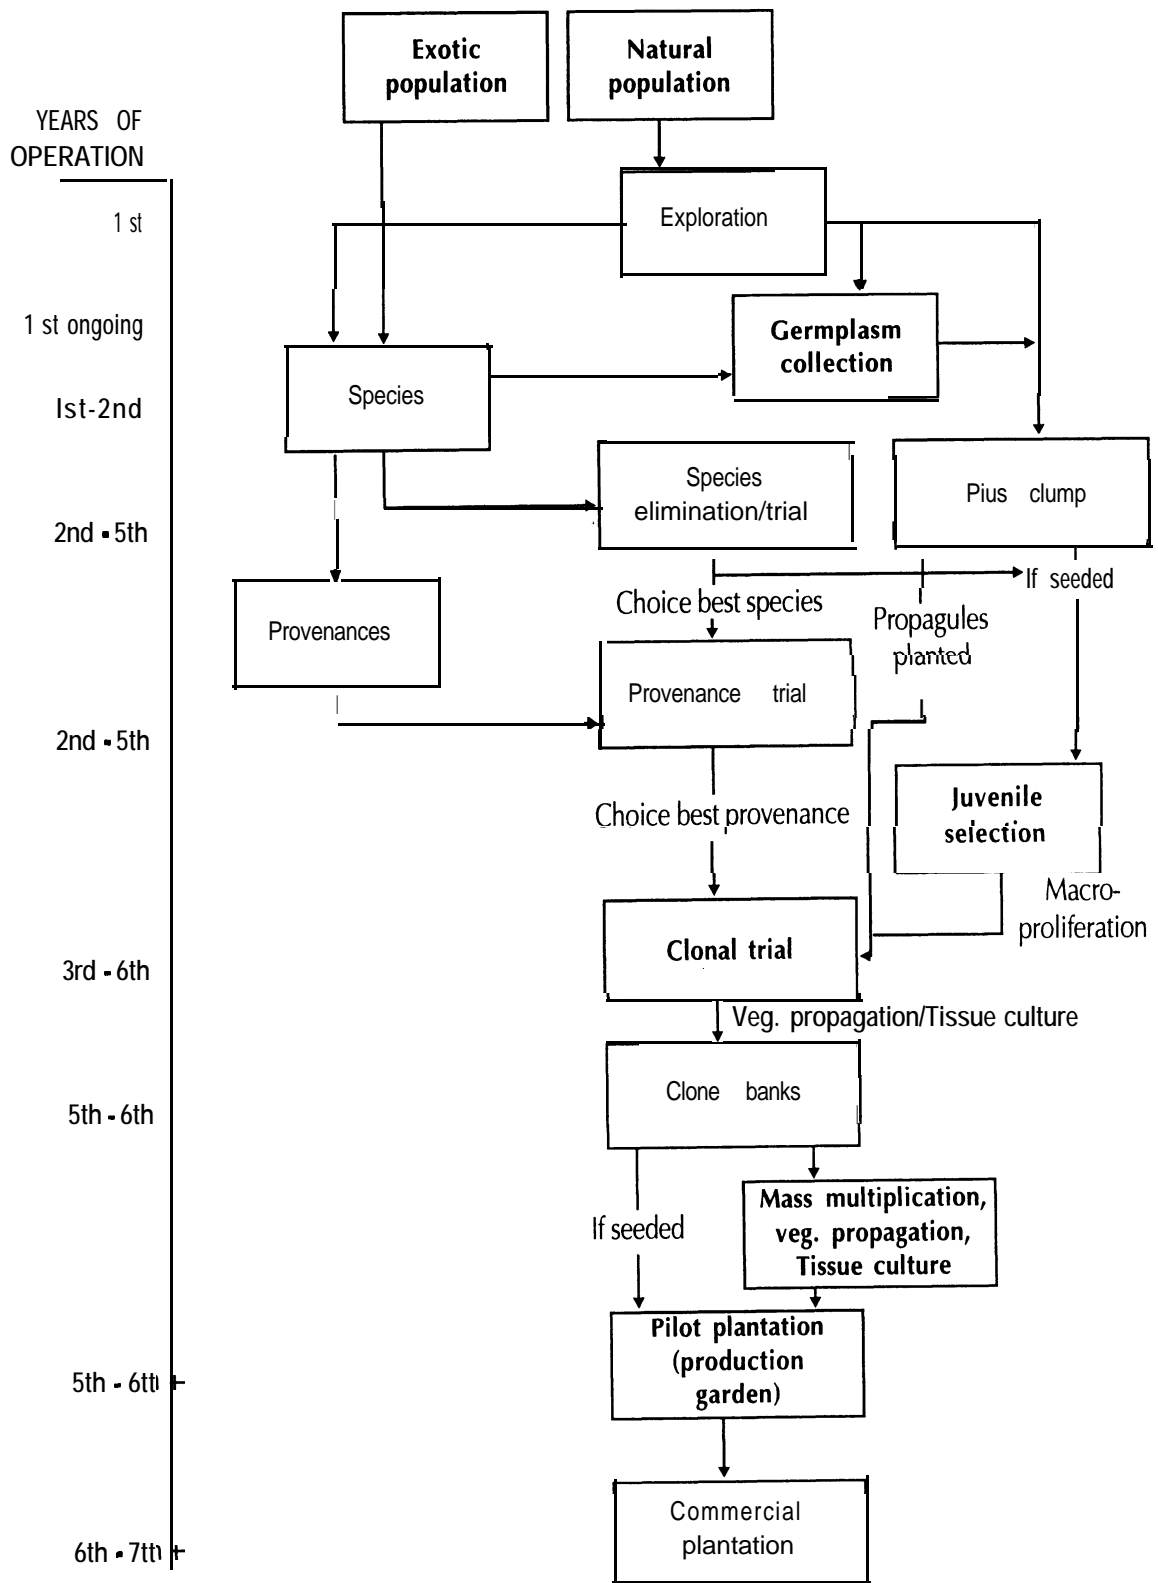 Exotic
population
Natural
population
YEARS OF
OPERATION
1 st
Exploration
1 st ongoing
Germplasm
collection
Ist-2nd
Species
Species
elimination/trial
Pius clump
2nd - 5th
If seeded
Choice best species
Propagules
planted
Provenances
Provenance trial
2nd - 5th
Choice best provenance
Juvenile
selection
Macro-
proliferation
Clonal trial
3rd - 6th
Veg. propagation/Tissue culture
Clone banks
5th - 6th
Mass multiplication,
veg. propagation,
Tissue culture
If seeded
Pilot plantation
(production
garden)
5th - 6th
Commercial
plantation
6th - 7th